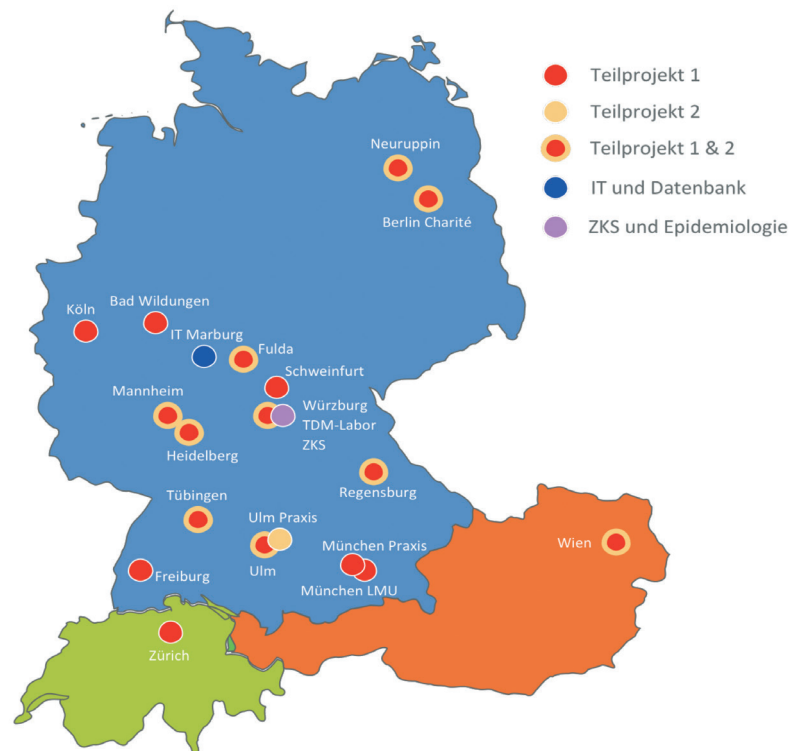 Teilprojekt 1
Teilprojekt 2
Teilprojekt 1 & 2
IT und Datenbank
ZKS und Epidemiologie
Neuruppin
Berlin Charité
Bad Wildungen
Köln
IT Marburg
Fulda
Schweinfurt
Mannheim
Würzburg
TDM-Labor
ZKS
Heidelberg
Regensburg
Tübingen
Ulm Praxis
Ulm
München Praxis
München LMU
Wien
Freiburg
Zürich